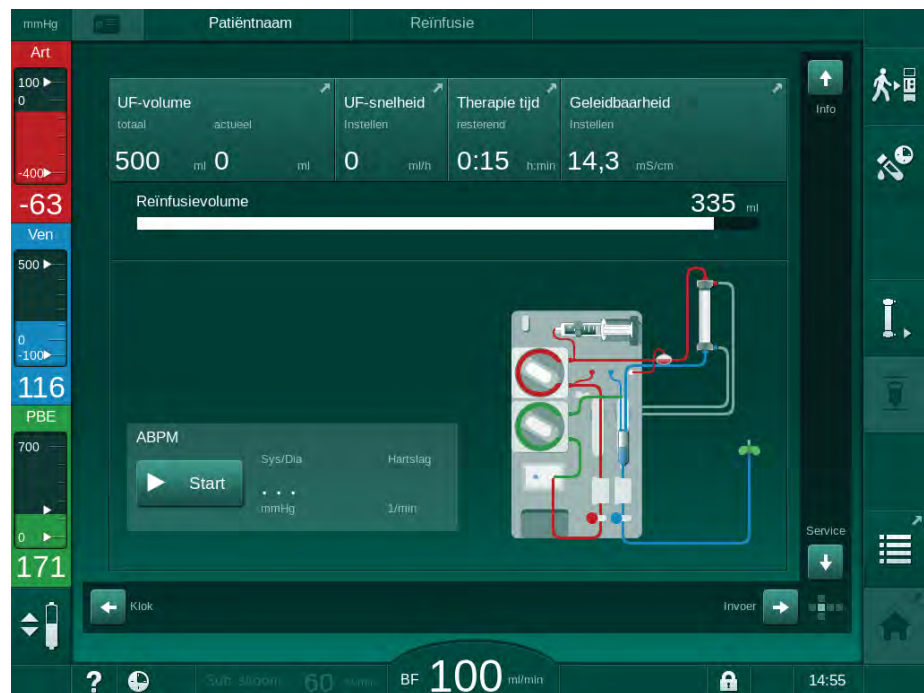 mmHg
Patiëntnaam
Reïnfusie
Art
100
0
-400
-63
Ven
500
0
-100
116
PBE
700
0
171
UF-volume
totaal actueel
500 ml 0 ml
UF-snelheid
Instellen
0 ml/h
Therapie tijd
resterend
0:15 h:min
Geleidbaarheid
Instellen
14,3 mS/cm
Reïnfusievolume 335 ml
ABPM
Start
Sys/Dia Hartslag
. . .
mmHg 1/min
Info
Service
Klok
Invoer
? 60 BF 100 ml/min 14:55